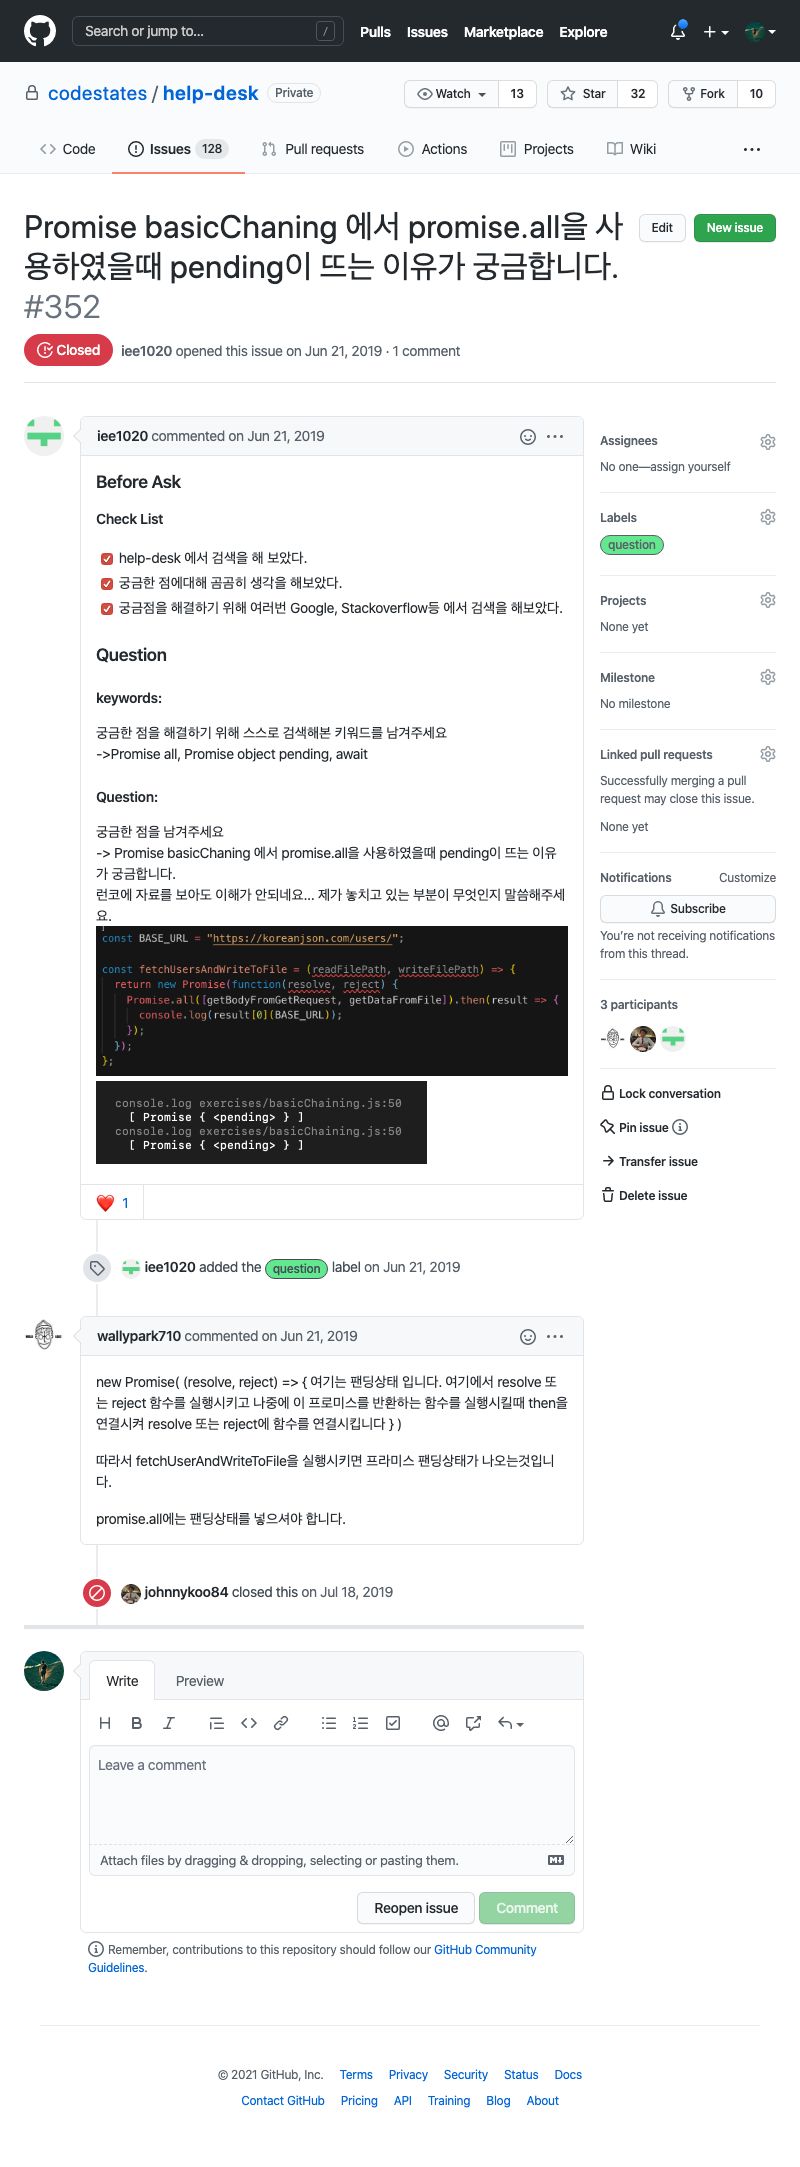 Search or jump to...
/
Pulls Issues Marketplace Explore
codestates / help-desk Private
Watch 13 Star 32 Fork 10
Code Issues 128 Pull requests Actions Projects Wiki
Promise basicChaning 에서 promise.all을 사
용하였을때 pending이 뜨는 이유가 궁금합니다.
#352
Edit New issue
Closed iee1020 opened this issue on Jun 21, 2019 · 1 comment
iee1020 commented on Jun 21, 2019
Before Ask
Check List
help-desk 에서 검색을 해 보았다.
궁금한 점에대해 곰곰히 생각을 해보았다.
궁금점을 해결하기 위해 여러번 Google, Stackoverflow등 에서 검색을 해보았다.
Question
keywords:
궁금한 점을 해결하기 위해 스스로 검색해본 키워드를 남겨주세요
->Promise all, Promise object pending, await
Question:
궁금한 점을 남겨주세요
-> Promise basicChaning 에서 promise.all을 사용하였을때 pending이 뜨는 이유
가 궁금합니다.
런코에 자료를 보아도 이해가 안되네요... 제가 놓치고 있는 부분이 무엇인지 말씀해주세
요.
const BASE_URL = "https://koreanjson.com/users/";
const fetchUsersAndWriteToFile = (readFilePath, writeFilePath) => {
return new Promise(function(resolve, reject) {
Promise.all([getBodyFromGetRequest, getDataFromFile]).then(result => {
console.log(result[0](BASE_URL));
});
});
};
console.log exercises/basicChaining.js:50
[ Promise { <pending> } ]
console.log exercises/basicChaining.js:50
[ Promise { <pending> } ]
❤️ 1
iee1020 added the question label on Jun 21, 2019
wallypark710 commented on Jun 21, 2019
new Promise( (resolve, reject) => { 여기는 팬딩상태 입니다. 여기에서 resolve 또
는 reject 함수를 실행시키고 나중에 이 프로미스를 반환하는 함수를 실행시킬때 then을
연결시켜 resolve 또는 reject에 함수를 연결시킵니다 } )
따라서 fetchUserAndWriteToFile을 실행시키면 프라미스 팬딩상태가 나오는것입니
다.
promise.all에는 팬딩상태를 넣으셔야 합니다.
johnnykoo84 closed this on Jul 18, 2019
Write Preview
Leave a comment
Attach files by dragging & dropping, selecting or pasting them.
Reopen issue Comment
Remember, contributions to this repository should follow our GitHub Community
Guidelines.
Assignees
No one—assign yourself
Labels
question
Projects
None yet
Milestone
No milestone
Linked pull requests
Successfully merging a pull
request may close this issue.
None yet
Notifications Customize
Subscribe
You're not receiving notifications
from this thread.
3 participants
Lock conversation
Pin issue
Transfer issue
Delete issue
© 2021 GitHub, Inc. Terms Privacy Security Status Docs
Contact GitHub Pricing API Training Blog About